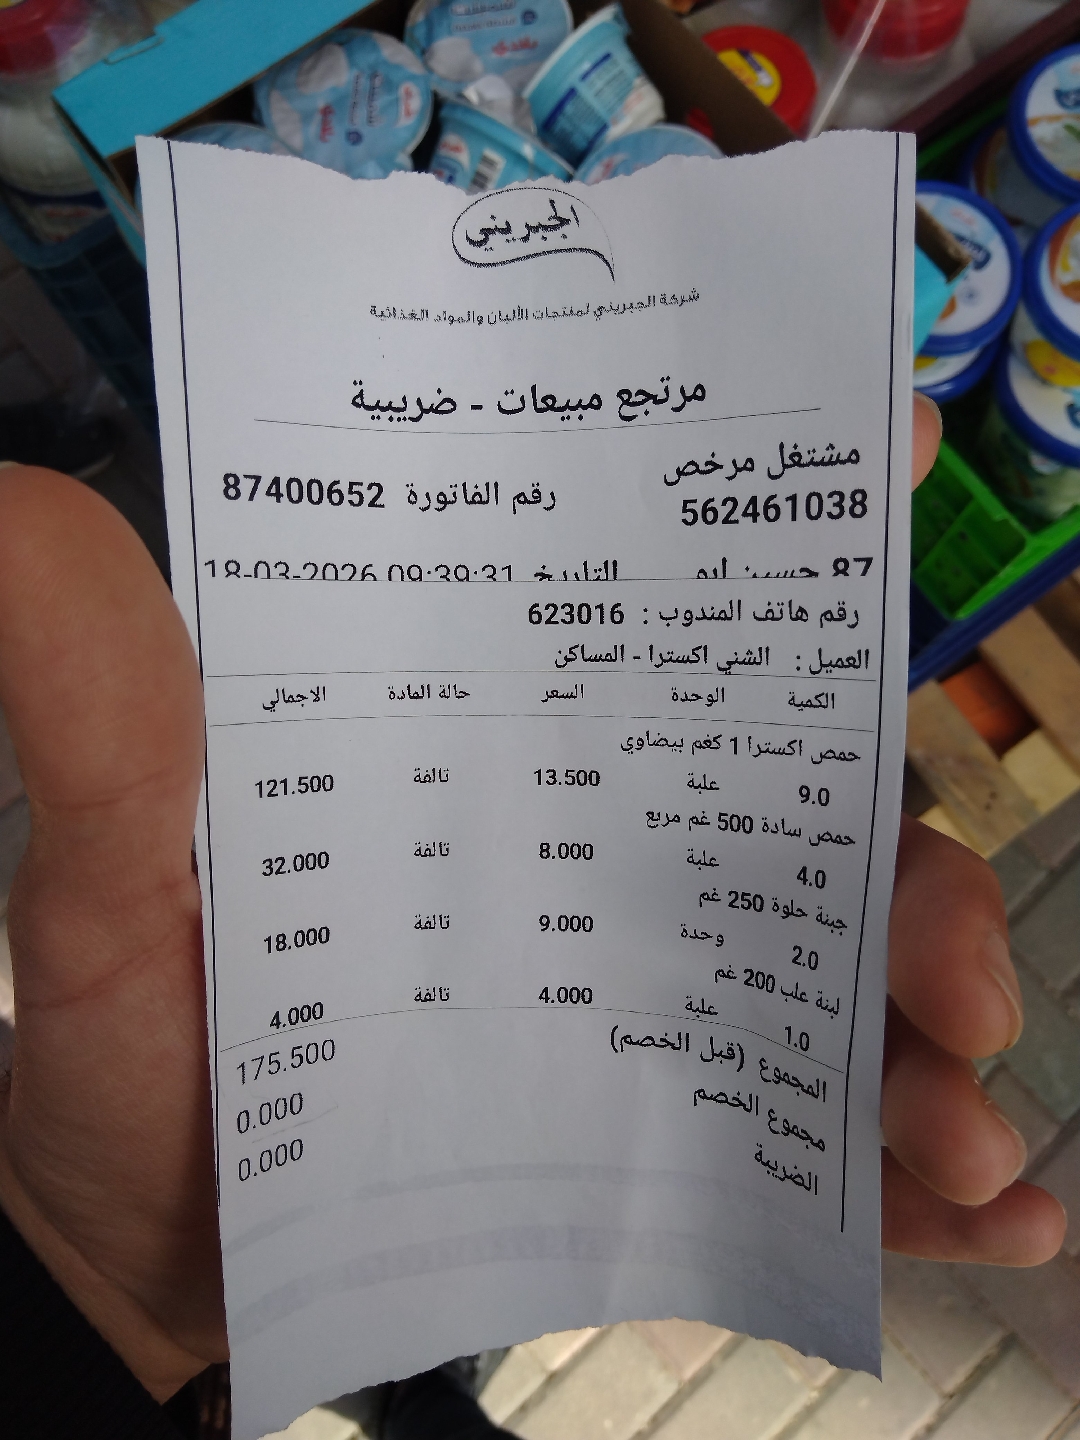 الجبريني
شركة الجبريني لمنتجات الألبان والمواد الغذائية
مرتجع مبيعات - ضريبية
مشتغل مرخص
562461038
رقم الفاتورة 87400652
87 حسين ابو التاريخ 18-03-2026 09:39:31
رقم هاتف المندوب : 623016
العميل : الشني اكسترا - المساكن
الكمية الوحدة السعر حالة المادة الاجمالي
حمص اكسترا 1 كغم بيضاوي
9.0 علبة 13.500 تالفة 121.500
حمص سادة 500 غم مربع
4.0 علبة 8.000 تالفة 32.000
جبنة حلوة 250 غم
2.0 وحدة 9.000 تالفة 18.000
لبنة علب 200 غم
1.0 علبة 4.000 تالفة 4.000
المجموع (قبل الخصم) 175.500
مجموع الخصم 0.000
الضريبة 0.000